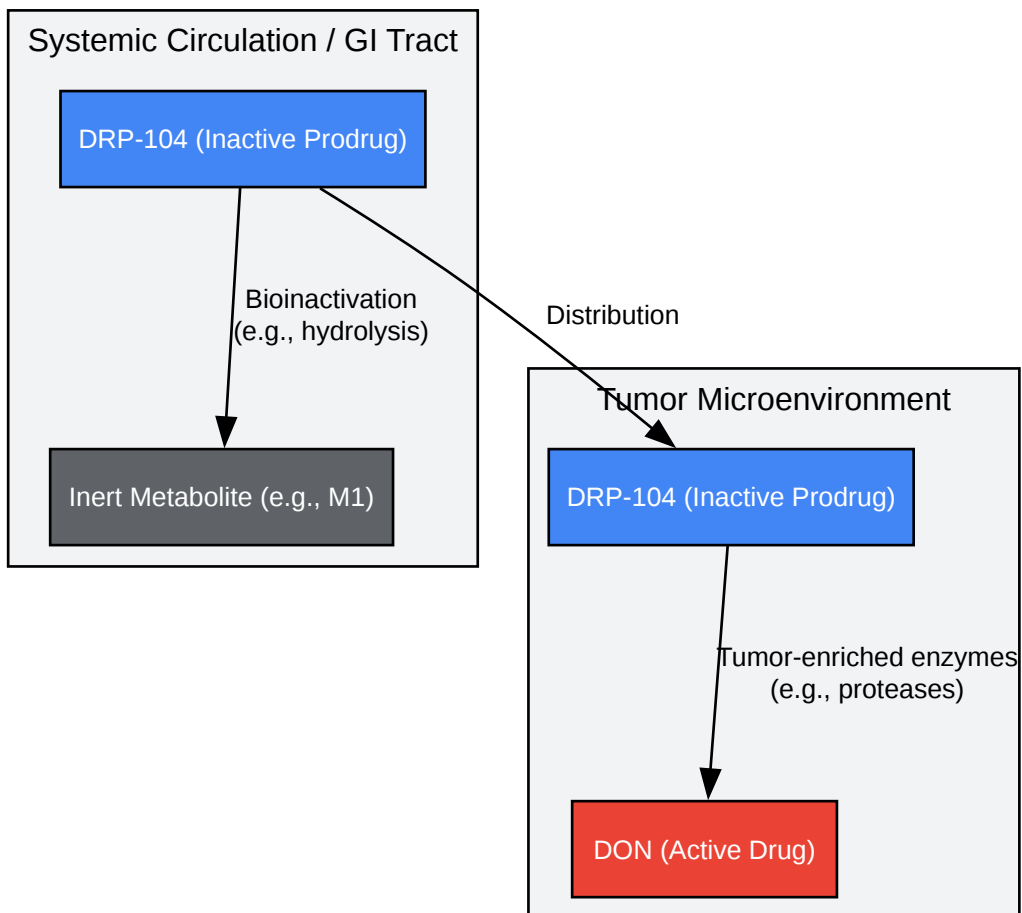 Systemic Circulation / GI Tract
DRP-104 (Inactive Prodrug)
Bioinactivation
(e.g., hydrolysis)
Distribution
Inert Metabolite (e.g., M1)
Tumor Microenvironment
DRP-104 (Inactive Prodrug)
Tumor-enriched enzymes
(e.g., proteases)
DON (Active Drug)